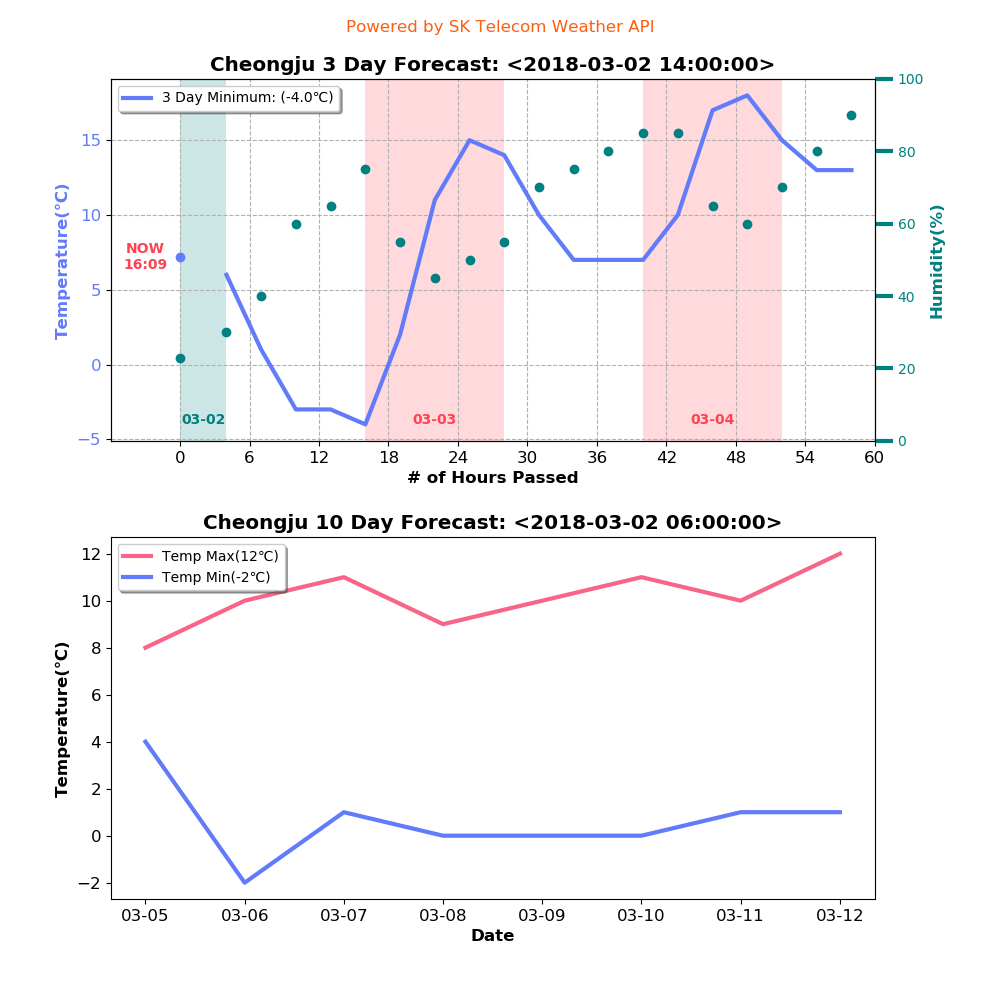 Powered by SK Telecom Weather API
Cheongju 3 Day Forecast: <2018-03-02 14:00:00>
3 Day Minimum: (-4.0℃)
Temperature(℃)
15
10
5
0
−5
100
80
60
40
20
0
Humidity(%)
NOW
16:09
03-02
03-03
03-04
0 6 12 18 24 30 36 42 48 54 60
# of Hours Passed
Cheongju 10 Day Forecast: <2018-03-02 06:00:00>
Temp Max(12℃)
Temp Min(-2℃)
Temperature(℃)
12
10
8
6
4
2
0
−2
03-05 03-06 03-07 03-08 03-09 03-10 03-11 03-12
Date